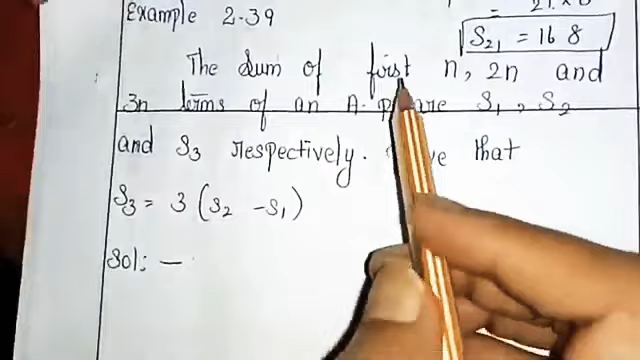 Example 2.39
S₂₁ = 168
The Sum of first n, 2n and
3n terms of an A.P are S₁, S₂
and S₃ respectively. that
S₃ = 3 (S₂ - S₁)
Sol: —